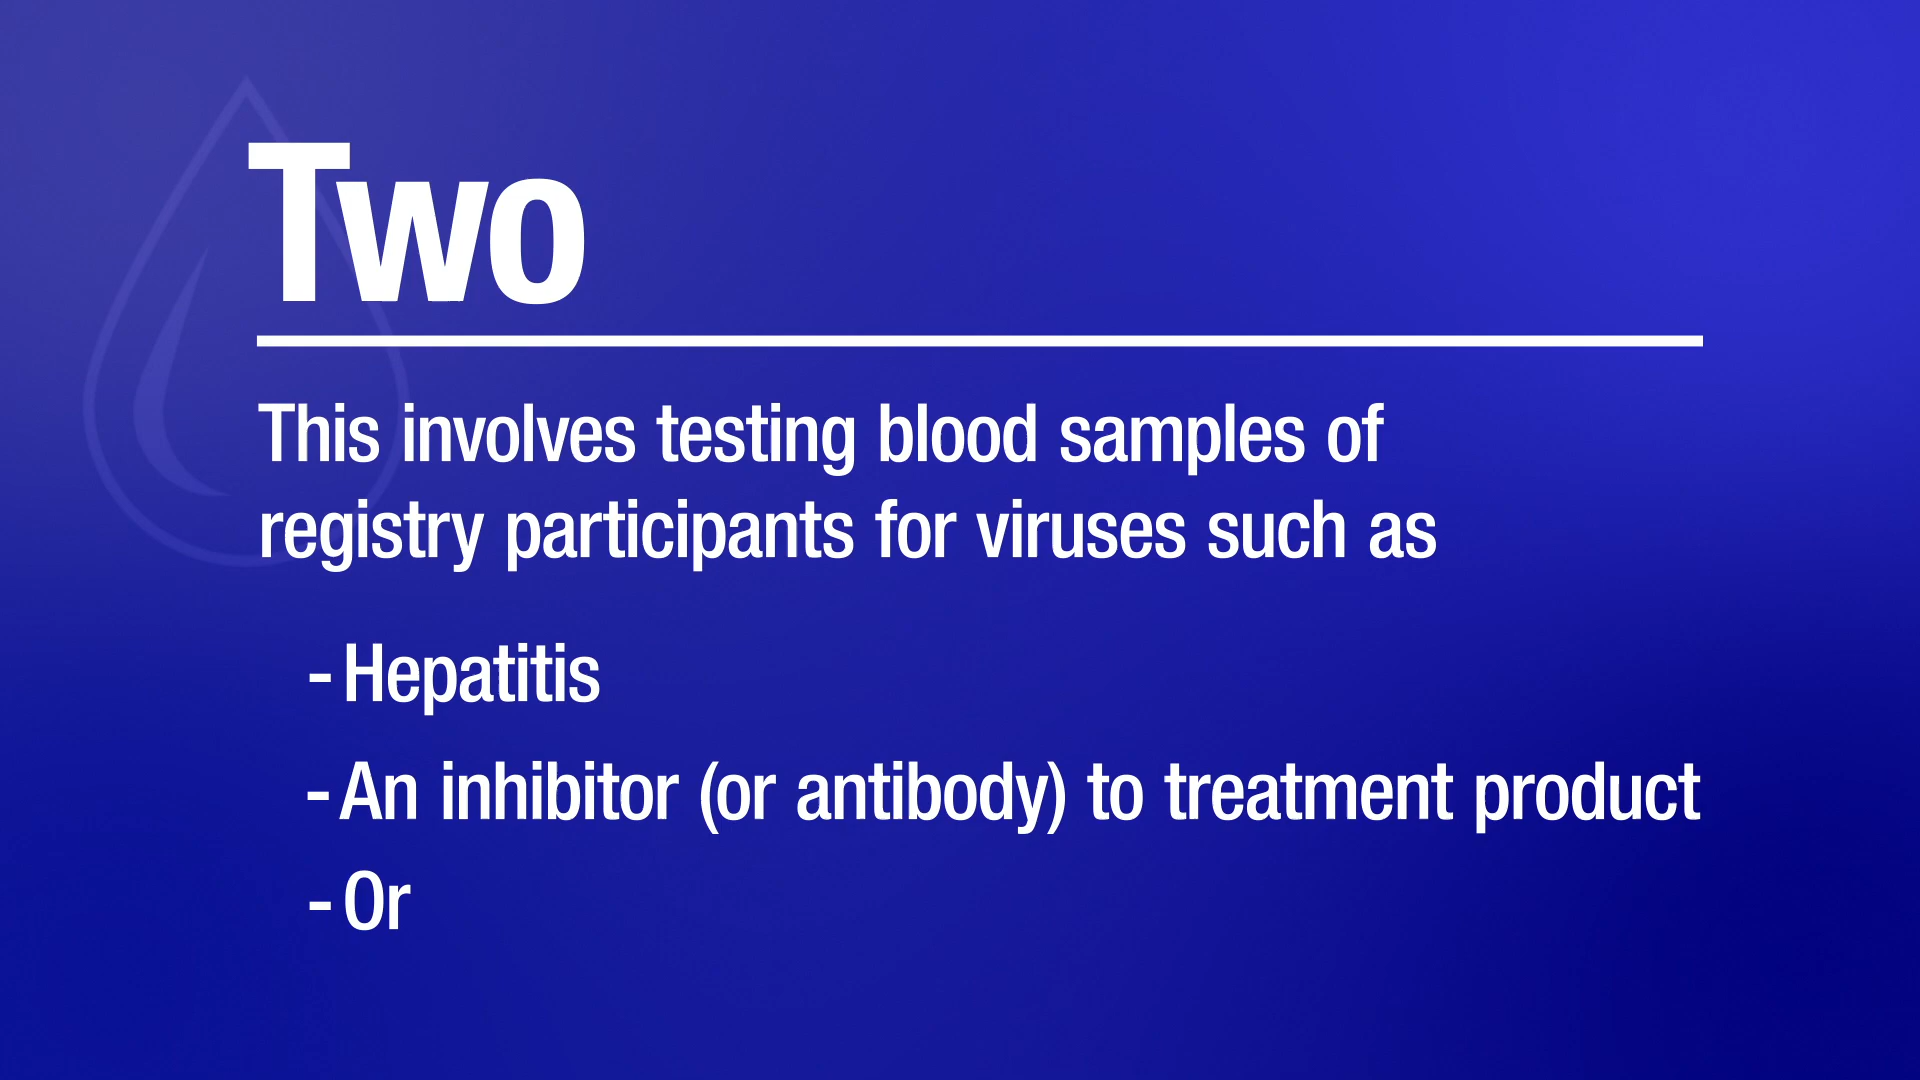 Two
This involves testing blood samples of
registry participants for viruses such as
- Hepatitis
- An inhibitor (or antibody) to treatment product
- Or